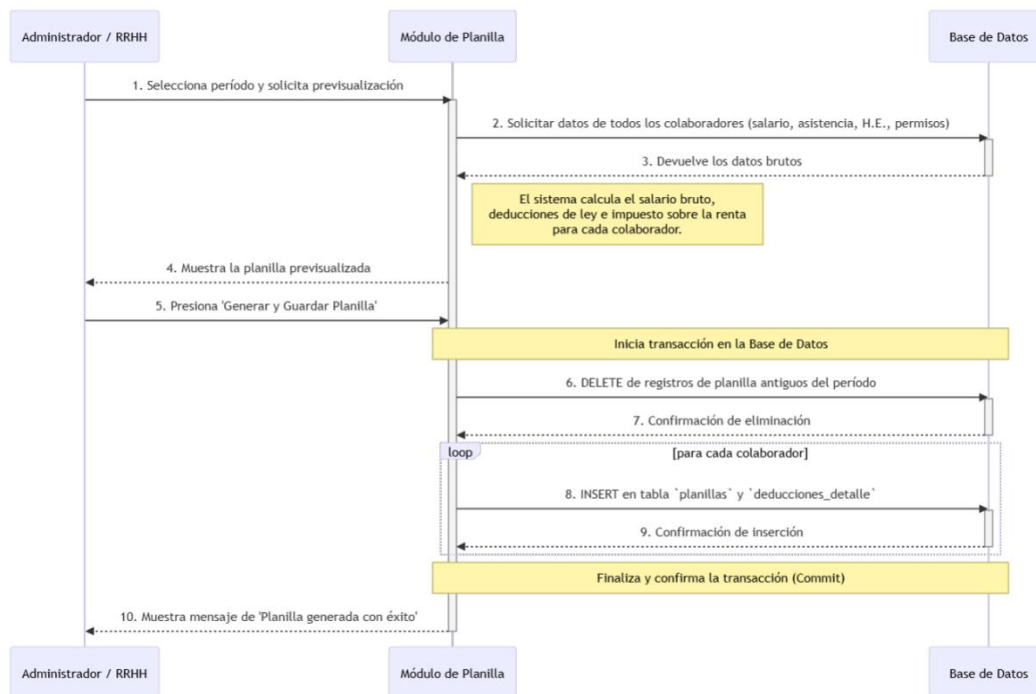 Administrador / RRHH
Módulo de Planilla
Base de Datos
1. Selecciona período y solicita previsualización
2. Solicitar datos de todos los colaboradores (salario, asistencia, H.E., permisos)
3. Devuelve los datos brutos
El sistema calcula el salario bruto,
deducciones de ley e impuesto sobre la renta
para cada colaborador.
4. Muestra la planilla previsualizada
5. Presiona 'Generar y Guardar Planilla'
Inicia transacción en la Base de Datos
6. DELETE de registros de planilla antiguos del período
7. Confirmación de eliminación
loop
[para cada colaborador]
8. INSERT en tabla `planillas` y `deducciones_detalle`
9. Confirmación de inserción
Finaliza y confirma la transacción (Commit)
10. Muestra mensaje de 'Planilla generada con éxito'
Administrador / RRHH
Módulo de Planilla
Base de Datos